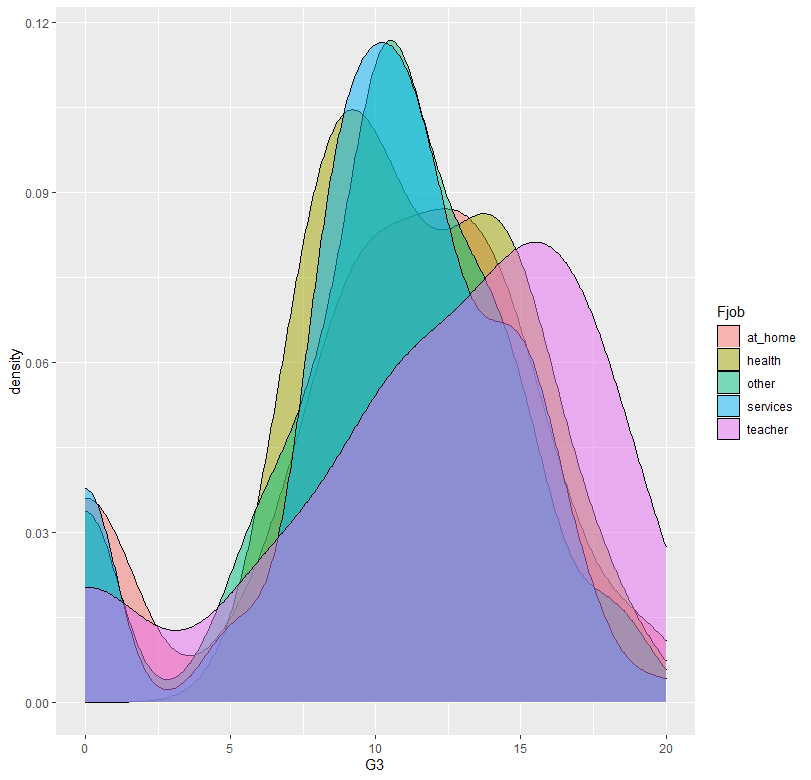 0.12
0.09
0.06
0.03
0.00
density
0 5 10 15 20
G3
Fjob
at_home
health
other
services
teacher